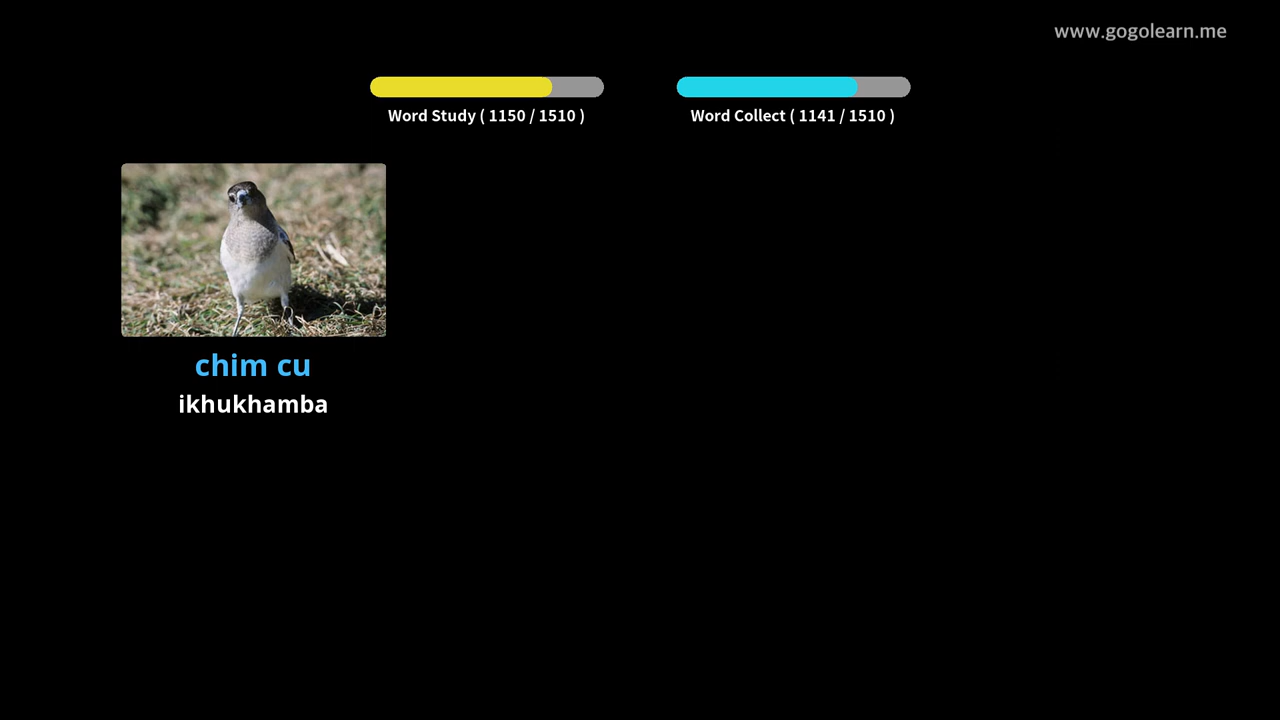 www.gogolearn.me
Word Study ( 1150 / 1510 )
Word Collect ( 1141 / 1510 )
chim cu
ikhukhamba